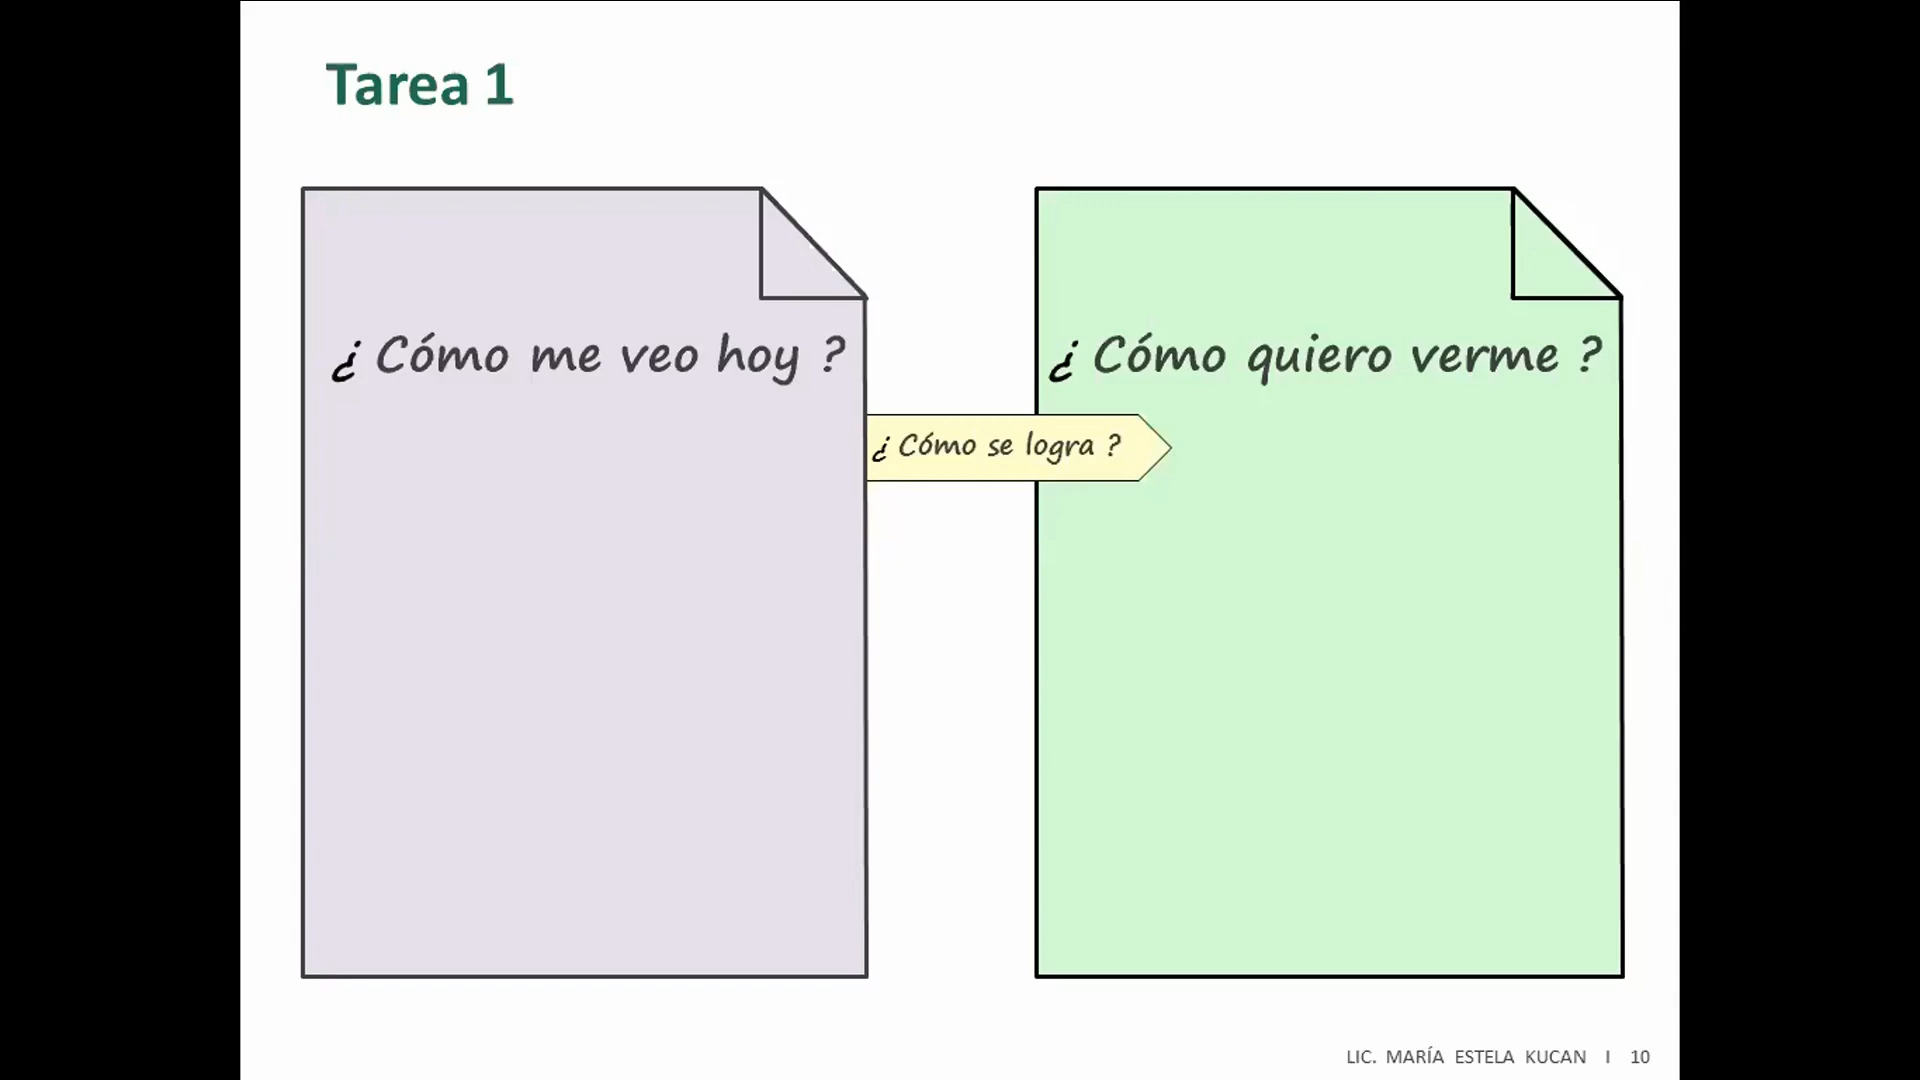 Tarea 1
¿ Cómo me veo hoy ?
¿ Cómo quiero verme ?
¿ Cómo se logra ?
LIC. MARÍA ESTELA KUCAN I 10